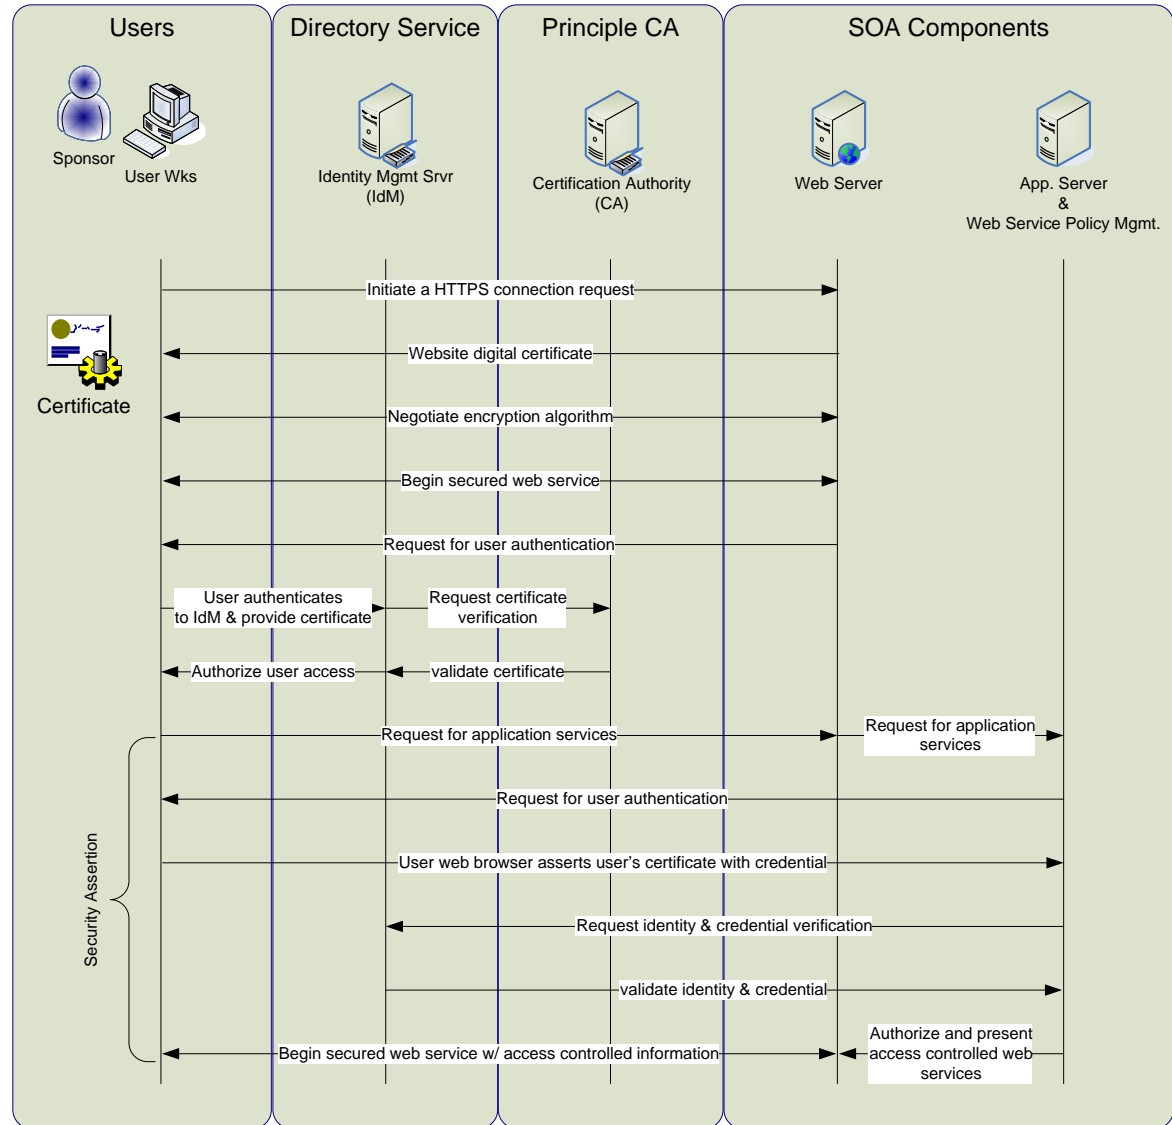 Users
Directory Service
Principle CA
SOA Components
Sponsor
User Wks
Identity Mgmt Srvr
(IdM)
Certification Authority
(CA)
Web Server
App. Server
&
Web Service Policy Mgmt.
Initiate a HTTPS connection request
Certificate
Website digital certificate
Negotiate encryption algorithm
Begin secured web service
Request for user authentication
User authenticates
to IdM & provide certificate
Request certificate
verification
Authorize user access
validate certificate
Security Assertion
Request for application services
Request for application
services
Request for user authentication
User web browser asserts user's certificate with credential
Request identity & credential verification
validate identity & credential
Begin secured web service w/ access controlled information
Authorize and present
access controlled web
services